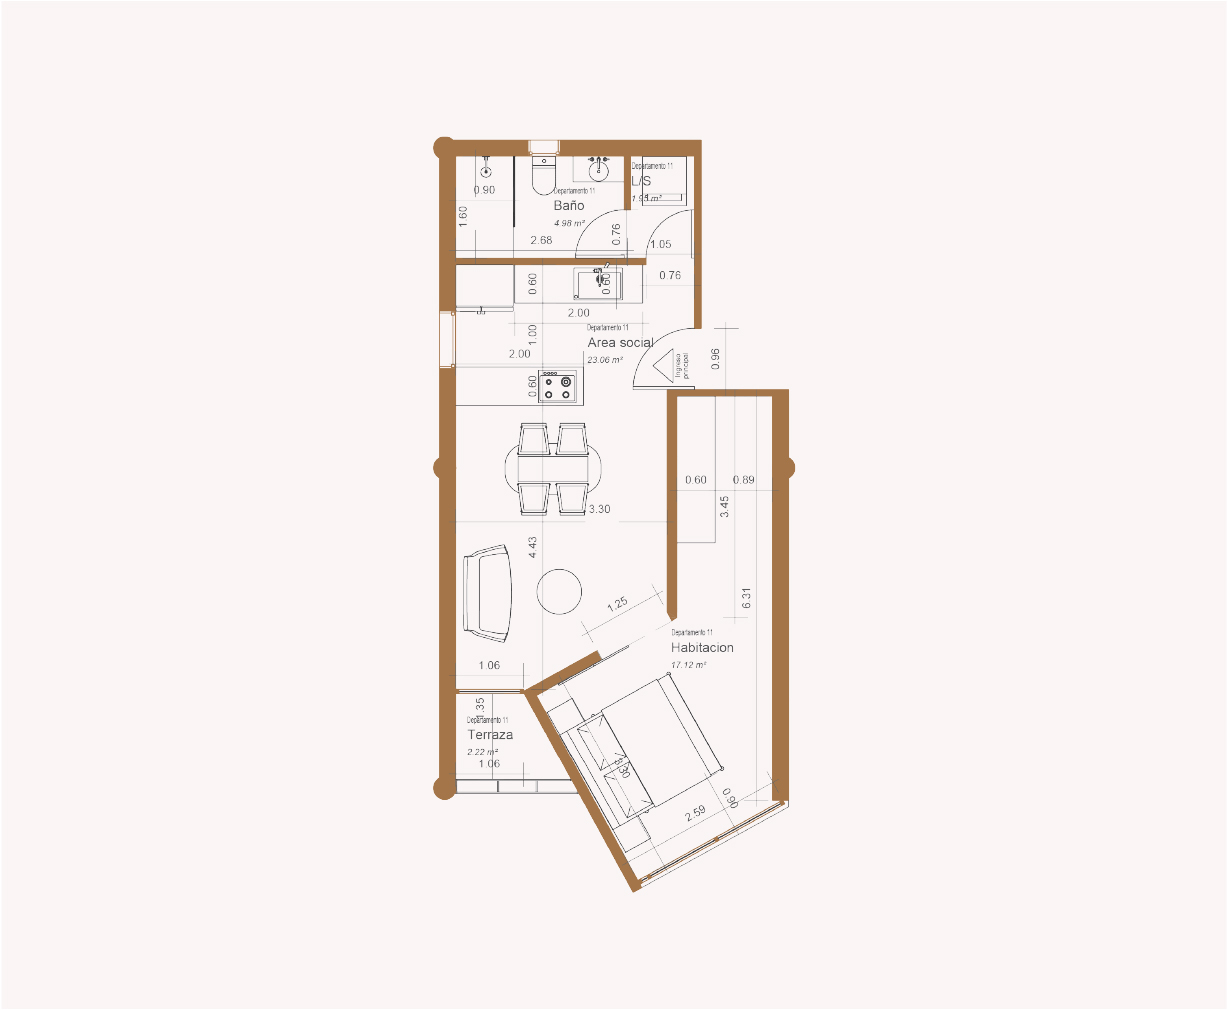 Departamento 11
L/S
1.95 m²
0.90
Departamento 11
Baño
4.98 m²
1.60
0.76
2.68
1.05
0.60
0.60
0.76
2.00
Departamento 11
Area social
23.06 m²
1.00
2.00
Ingreso
principal
0.96
0.60
0.60
0.89
3.45
3.30
4.43
1.25
6.31
Departamento 11
Habitacion
17.12 m²
1.06
1.35
Departamento 11
Terraza
2.22 m²
1.06
3.30
0.90
2.59